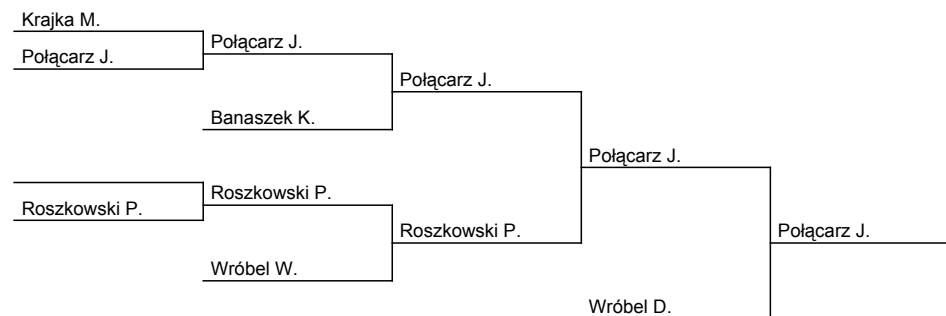 Krajka M.
Połącarz J.
Połącarz J.
Połącarz J.
Banaszek K.
Połącarz J.
Roszkowski P.
Roszkowski P.
Roszkowski P.
Połącarz J.
Wróbel W.
Wróbel D.